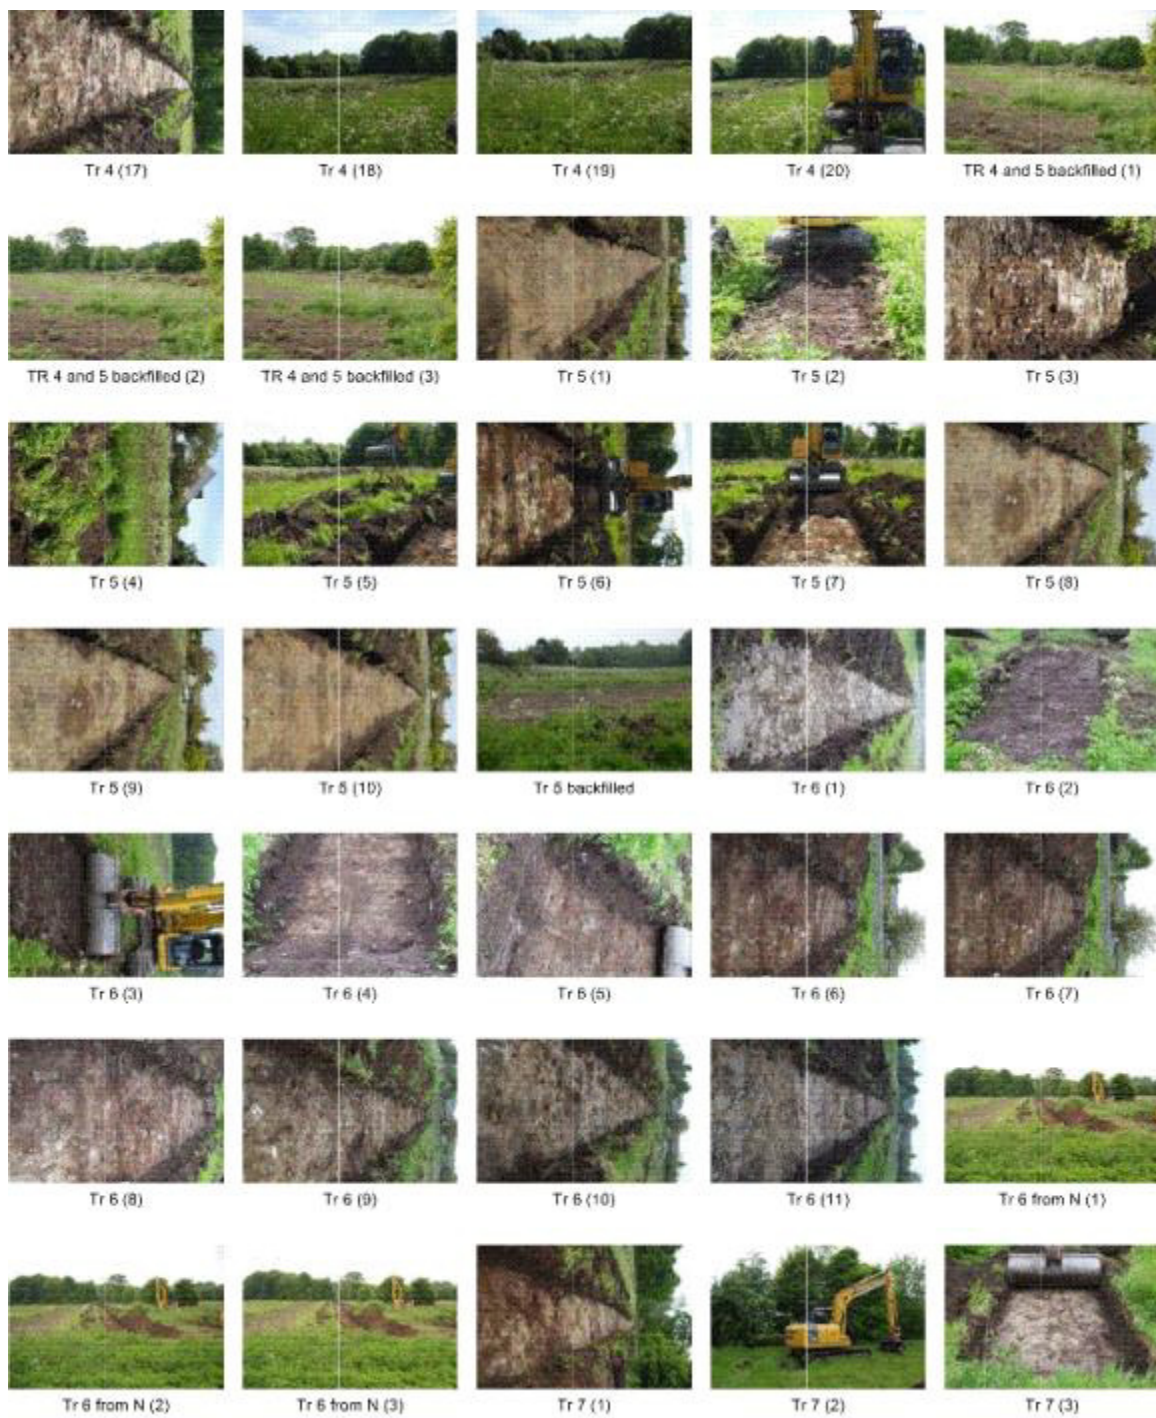 Tr 4 (17)
Tr 4 (18)
Tr 4 (19)
Tr 4 (20)
TR 4 and 5 backfilled (1)
TR 4 and 5 backfilled (2)
TR 4 and 5 backfilled (3)
Tr 5 (1)
Tr 5 (2)
Tr 5 (3)
Tr 5 (4)
Tr 5 (5)
Tr 5 (6)
Tr 5 (7)
Tr 5 (8)
Tr 5 (9)
Tr 5 (10)
Tr 5 backfilled
Tr 6 (1)
Tr 6 (2)
Tr 6 (3)
Tr 6 (4)
Tr 6 (5)
Tr 6 (6)
Tr 6 (7)
Tr 6 (8)
Tr 6 (9)
Tr 6 (10)
Tr 6 (11)
Tr 6 from N (1)
Tr 6 from N (2)
Tr 6 from N (3)
Tr 7 (1)
Tr 7 (2)
Tr 7 (3)